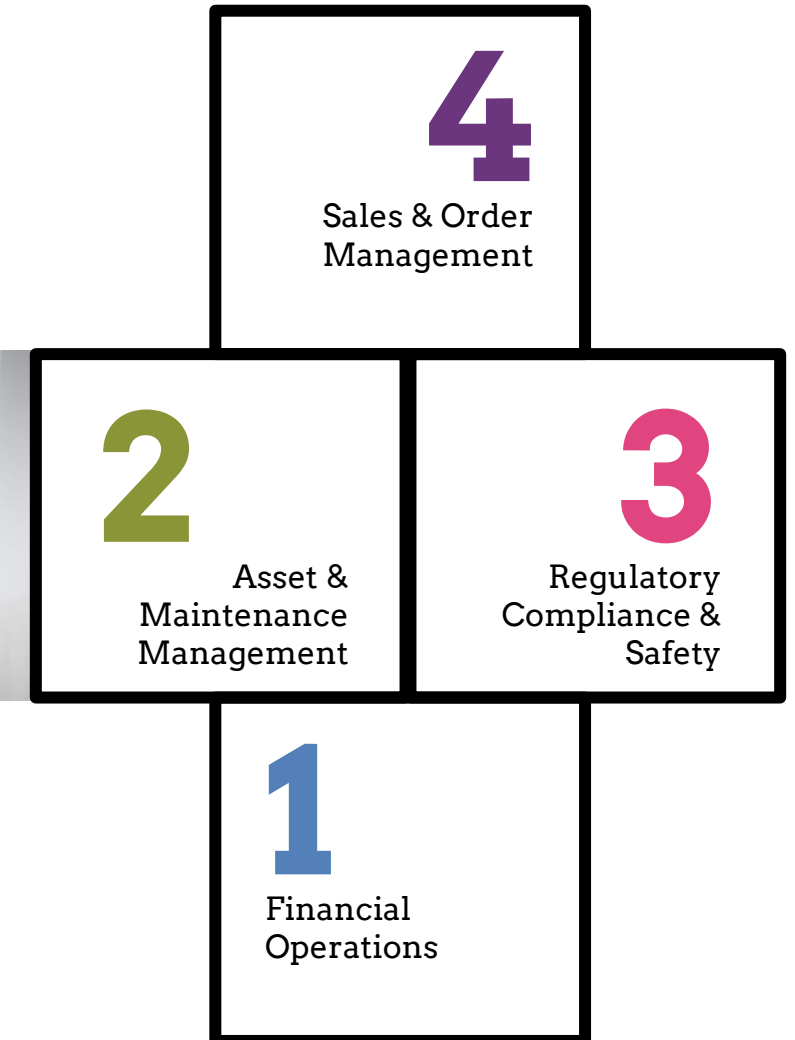 4
Sales & Order
Management
2
Asset &
Maintenance
Management
3
Regulatory
Compliance &
Safety
1
Financial
Operations